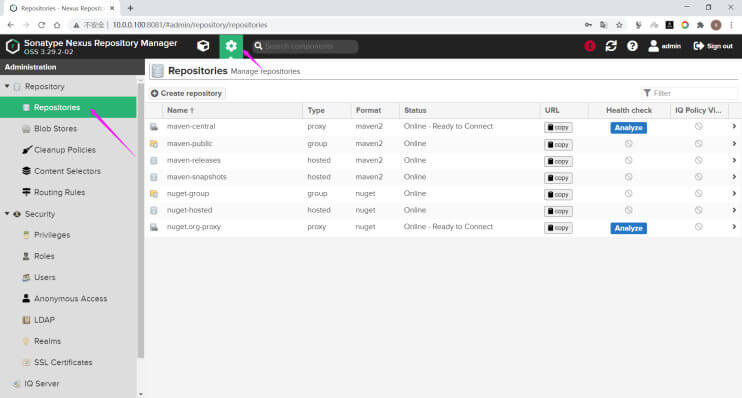 Repositories - Nexus Reposito
不安全 | 10.0.0.100:8081/#admin/repository/repositories
Sonatype Nexus Repository Manager
OSS 3.29.2-02
Search components
admin
Sign out
Administration
Repository
Repositories
Blob Stores
Cleanup Policies
Content Selectors
Routing Rules
Security
Privileges
Roles
Users
Anonymous Access
LDAP
Realms
SSL Certificates
IQ Server
Repositories Manage repositories
Create repository
Filter
Name↑ Type Format Status URL Health check IQ Policy Vi...
maven-central proxy maven2 Online - Ready to Connect copy Analyze
maven-public group maven2 Online copy
maven-releases hosted maven2 Online copy
maven-snapshots hosted maven2 Online copy
nuget-group group nuget Online copy
nuget-hosted hosted nuget Online copy
nuget.org-proxy proxy nuget Online - Ready to Connect copy Analyze